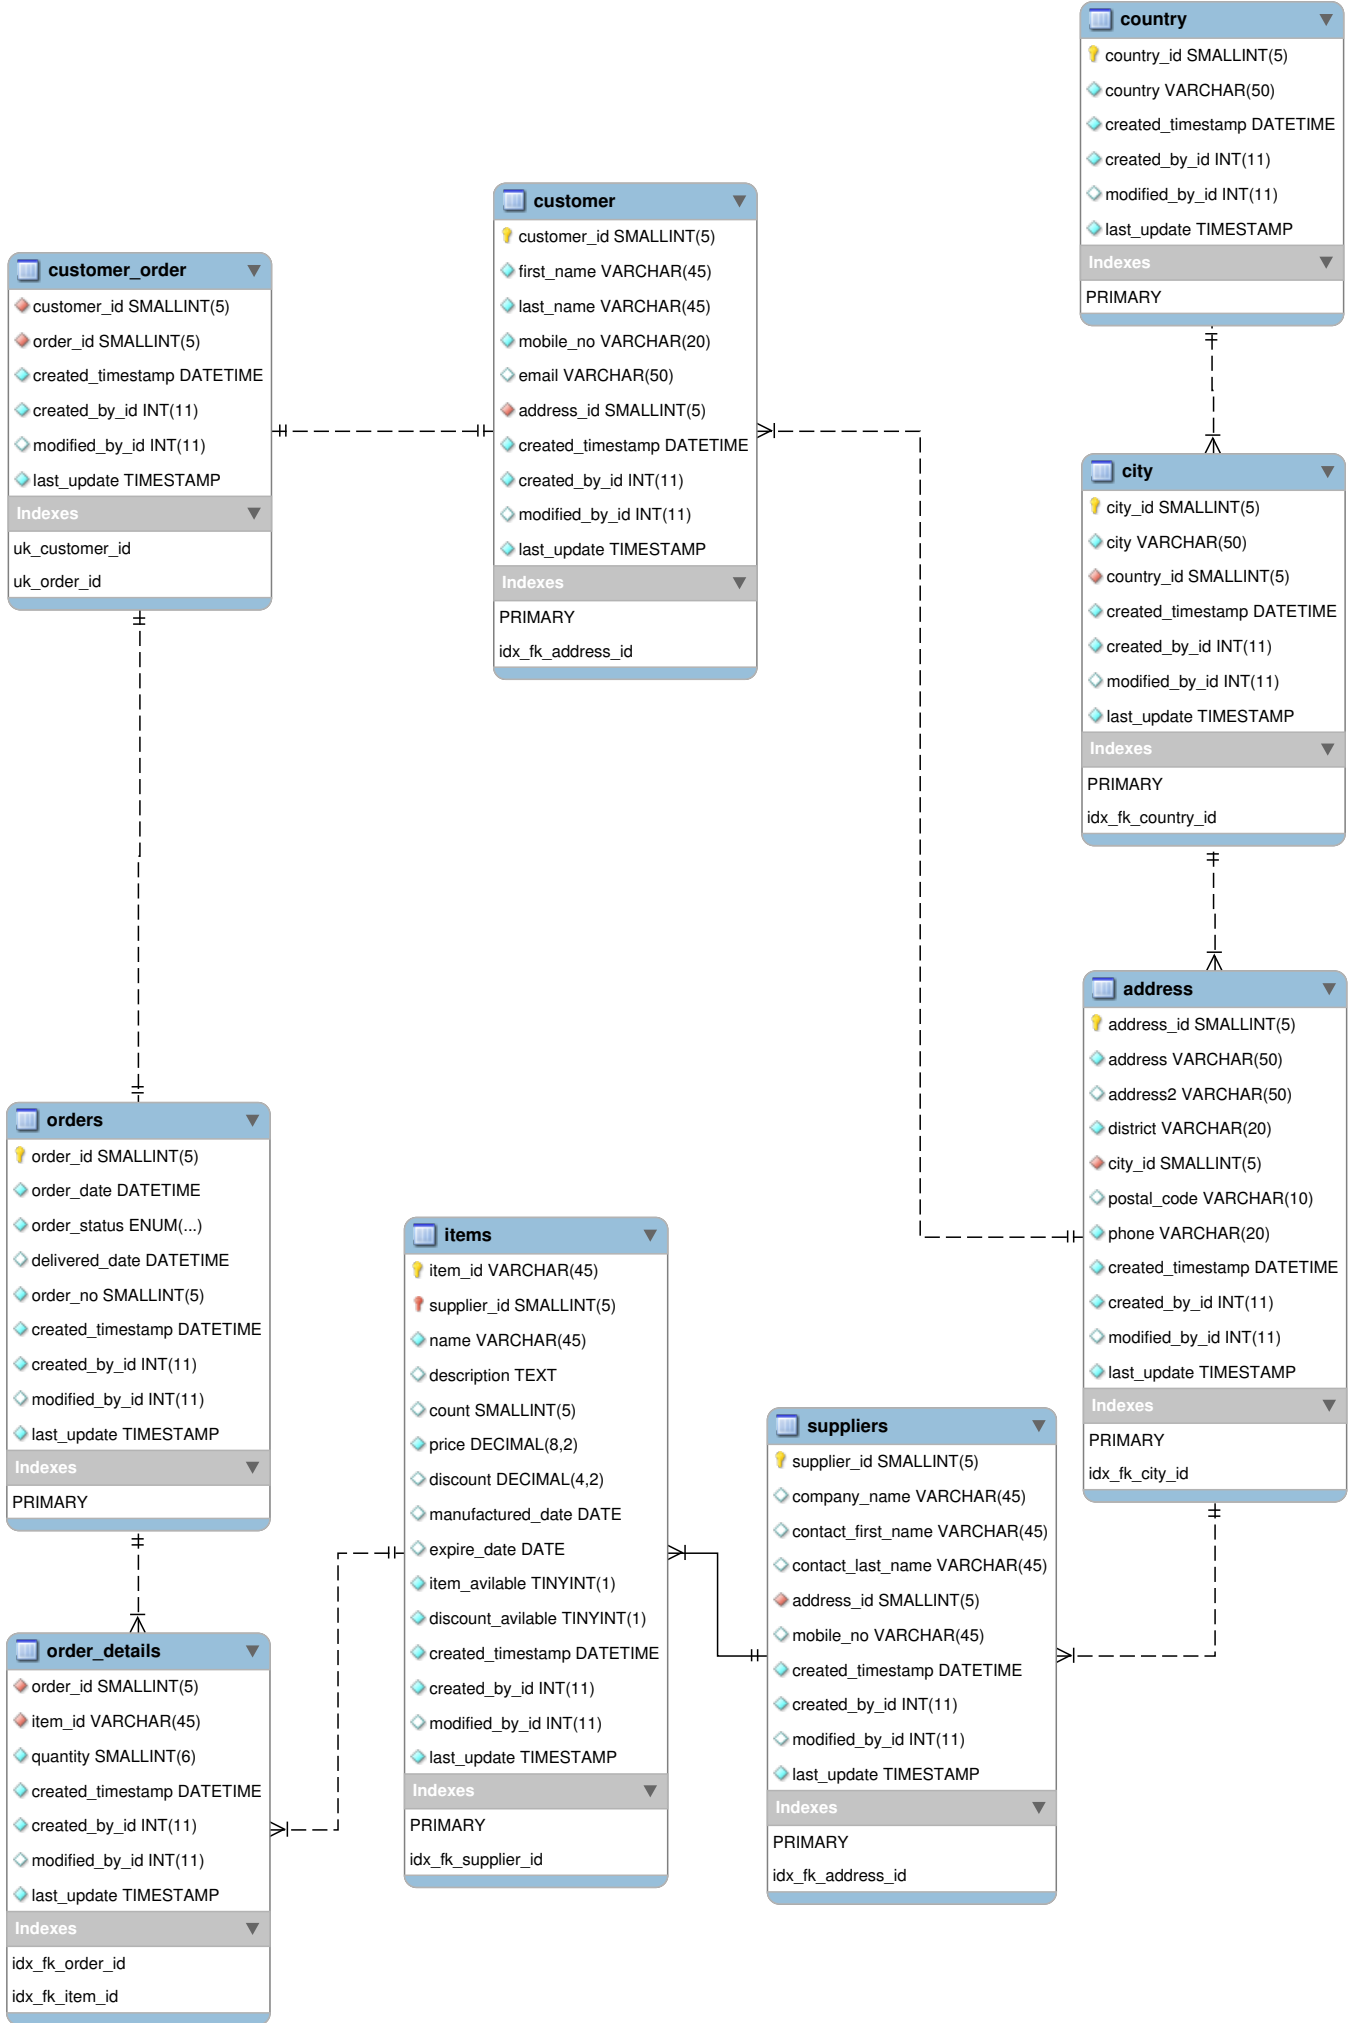 country
country_id SMALLINT(5)
country VARCHAR(50)
created_timestamp DATETIME
created_by_id INT(11)
modified_by_id INT(11)
last_update TIMESTAMP
Indexes
PRIMARY
customer
customer_id SMALLINT(5)
first_name VARCHAR(45)
last_name VARCHAR(45)
mobile_no VARCHAR(20)
email VARCHAR(50)
address_id SMALLINT(5)
created_timestamp DATETIME
created_by_id INT(11)
modified_by_id INT(11)
last_update TIMESTAMP
Indexes
PRIMARY
idx_fk_address_id
customer_order
customer_id SMALLINT(5)
order_id SMALLINT(5)
created_timestamp DATETIME
created_by_id INT(11)
modified_by_id INT(11)
last_update TIMESTAMP
Indexes
uk_customer_id
uk_order_id
city
city_id SMALLINT(5)
city VARCHAR(50)
country_id SMALLINT(5)
created_timestamp DATETIME
created_by_id INT(11)
modified_by_id INT(11)
last_update TIMESTAMP
Indexes
PRIMARY
idx_fk_country_id
address
address_id SMALLINT(5)
address VARCHAR(50)
address2 VARCHAR(50)
district VARCHAR(20)
city_id SMALLINT(5)
postal_code VARCHAR(10)
phone VARCHAR(20)
created_timestamp DATETIME
created_by_id INT(11)
modified_by_id INT(11)
last_update TIMESTAMP
Indexes
PRIMARY
idx_fk_city_id
orders
order_id SMALLINT(5)
order_date DATETIME
order_status ENUM(...)
delivered_date DATETIME
order_no SMALLINT(5)
created_timestamp DATETIME
created_by_id INT(11)
modified_by_id INT(11)
last_update TIMESTAMP
Indexes
PRIMARY
items
item_id VARCHAR(45)
supplier_id SMALLINT(5)
name VARCHAR(45)
description TEXT
count SMALLINT(5)
price DECIMAL(8,2)
discount DECIMAL(4,2)
manufactured_date DATE
expire_date DATE
item_avilable TINYINT(1)
discount_avilable TINYINT(1)
created_timestamp DATETIME
created_by_id INT(11)
modified_by_id INT(11)
last_update TIMESTAMP
Indexes
PRIMARY
idx_fk_supplier_id
suppliers
supplier_id SMALLINT(5)
company_name VARCHAR(45)
contact_first_name VARCHAR(45)
contact_last_name VARCHAR(45)
address_id SMALLINT(5)
mobile_no VARCHAR(45)
created_timestamp DATETIME
created_by_id INT(11)
modified_by_id INT(11)
last_update TIMESTAMP
Indexes
PRIMARY
idx_fk_address_id
order_details
order_id SMALLINT(5)
item_id VARCHAR(45)
quantity SMALLINT(6)
created_timestamp DATETIME
created_by_id INT(11)
modified_by_id INT(11)
last_update TIMESTAMP
Indexes
idx_fk_order_id
idx_fk_item_id